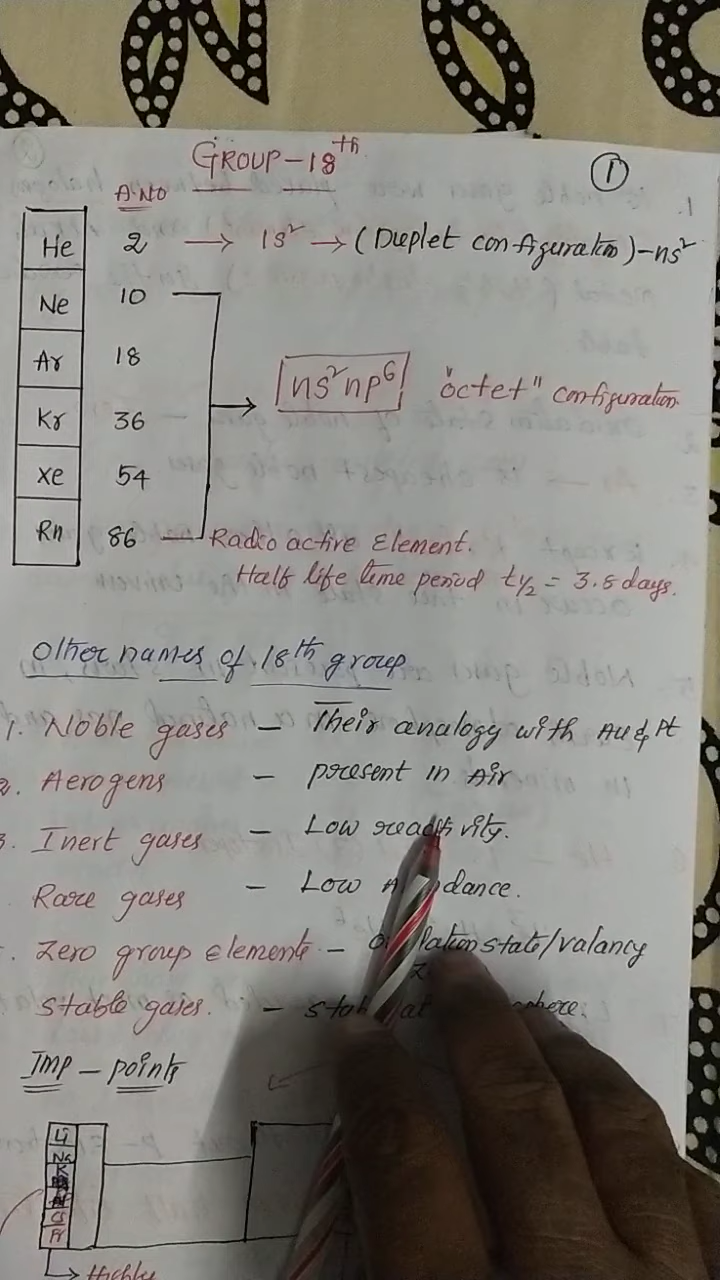 GROUP-18th
①
A.NO
He 2 → 1s² → (Duplet configuration)-ns²
Ne 10
Ar 18
ns²np⁶ "octet" configuration
Kr 36
Xe 54
Rn 86 — Radio active Element.
Half life time period t½ = 3.8 days.
Other names of 18th group
1. Noble gases - Their analogy with Au & Pt
2. Aerogens - present in Air
3. Inert gases - Low reactivity.
Rare gases - Low
Zero group Elements - state/valancy
Stable gases. -
IMP - points
Li
Na
K
Cs
Fr
Highly